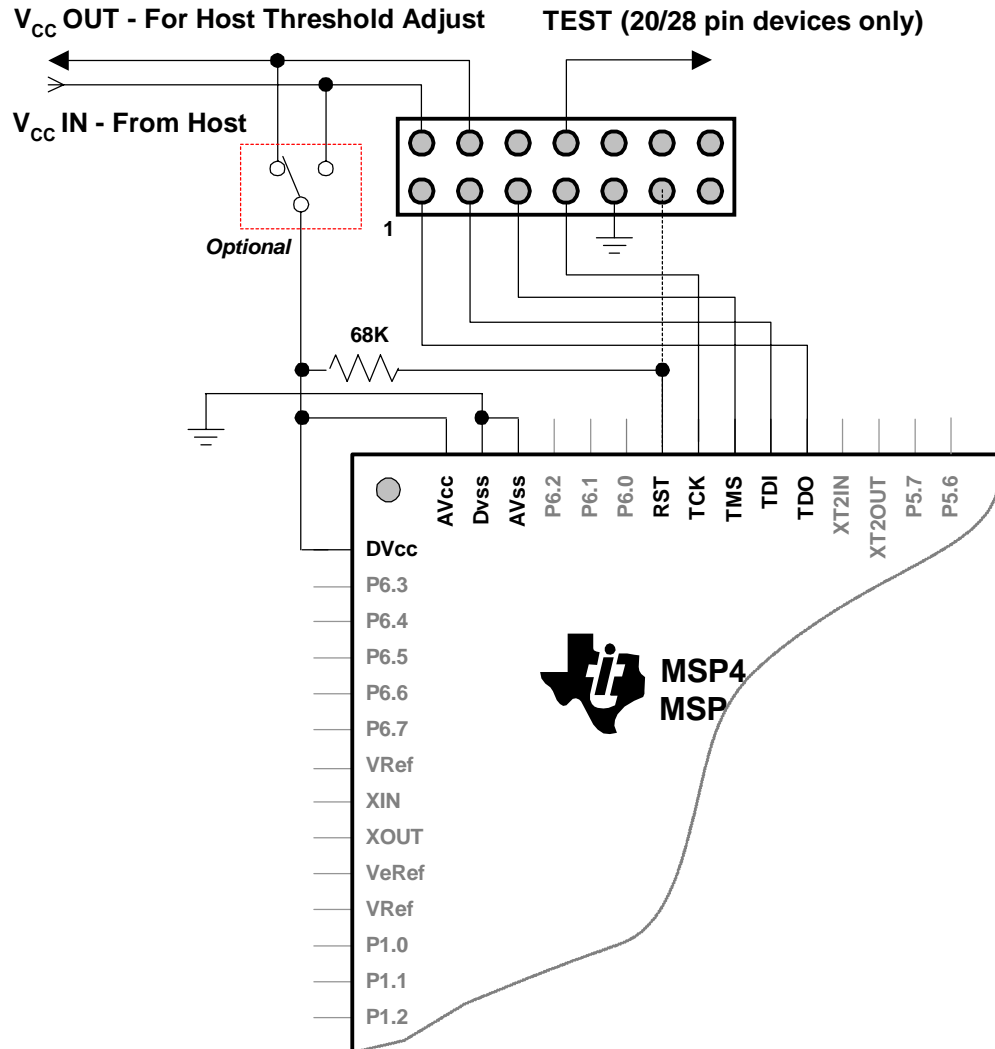 V_CC OUT - For Host Threshold Adjust
TEST (20/28 pin devices only)
V_CC IN - From Host
1
Optional
68K
AVcc
Dvss
AVss
P6.2
P6.1
P6.0
RST
TCK
TMS
TDI
TDO
XT2IN
XT2OUT
P5.7
P5.6
DVcc
P6.3
P6.4
P6.5
P6.6
P6.7
VRef
XIN
XOUT
VeRef
VRef
P1.0
P1.1
P1.2
MSP4
MSP